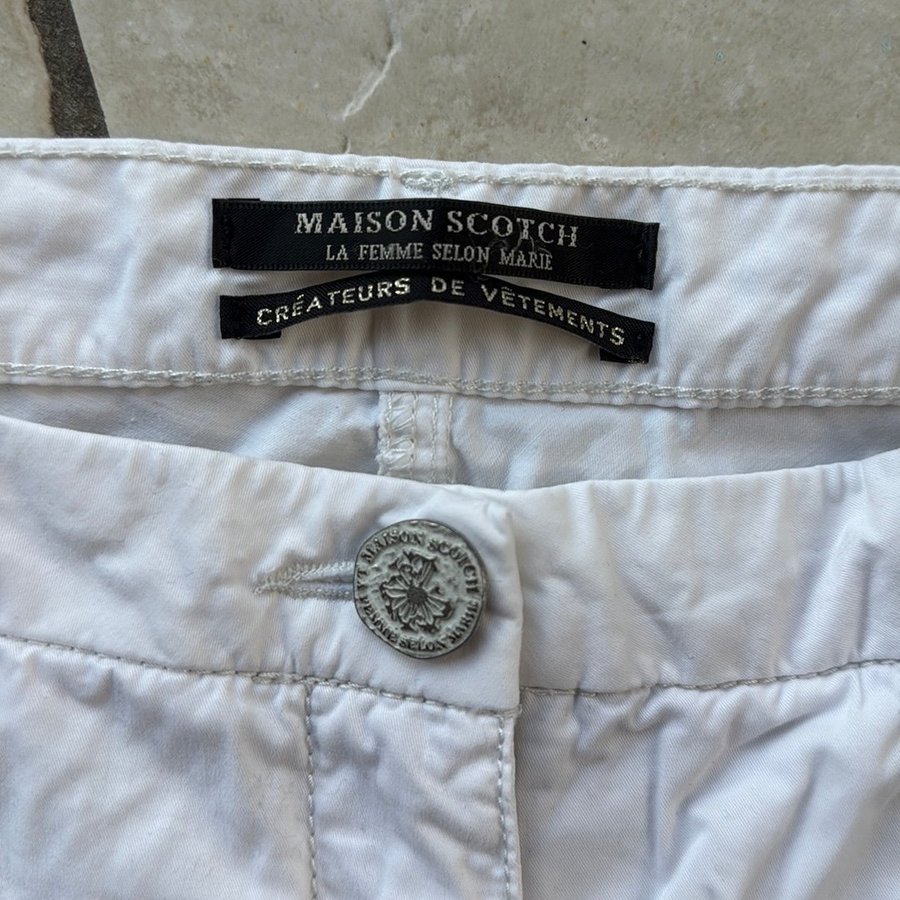 MAISON SCOTCH
LA FEMME SELON MARIE
CRÉATEURS DE VÊTEMENTS
MAISON SCOTCH
LA FEMME SELON MARIE